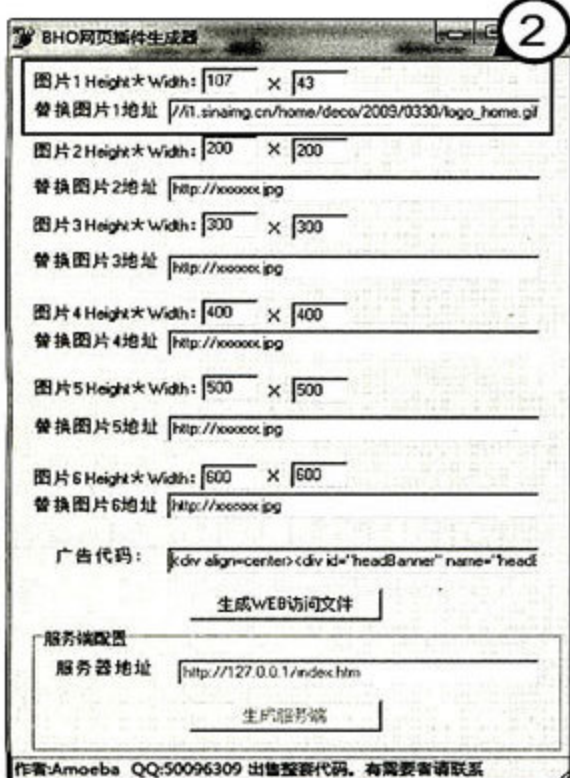 2
BHO网页插件生成器
图片1 Height*Width: 107 × 43
替换图片1地址 //i1.sinaimg.cn/home/deco/2009/0330/logo_home.gif
图片2 Height*Width: 200 × 200
替换图片2地址 http://xxxxxx.jpg
图片3 Height*Width: 300 × 300
替换图片3地址 http://xxxxxx.jpg
图片4 Height*Width: 400 × 400
替换图片4地址 http://xxxxxx.jpg
图片5 Height*Width: 500 × 500
替换图片5地址 http://xxxxxx.jpg
图片6 Height*Width: 600 × 600
替换图片6地址 http://xxxxxx.jpg
广告代码: <div align=center><div id="headBanner" name="head
生成WEB访问文件
服务端配置
服务器地址 http://127.0.0.1/index.htm
生成服务端
作者:Amoeba QQ:50096309 出售整套代码。有需要者请联系